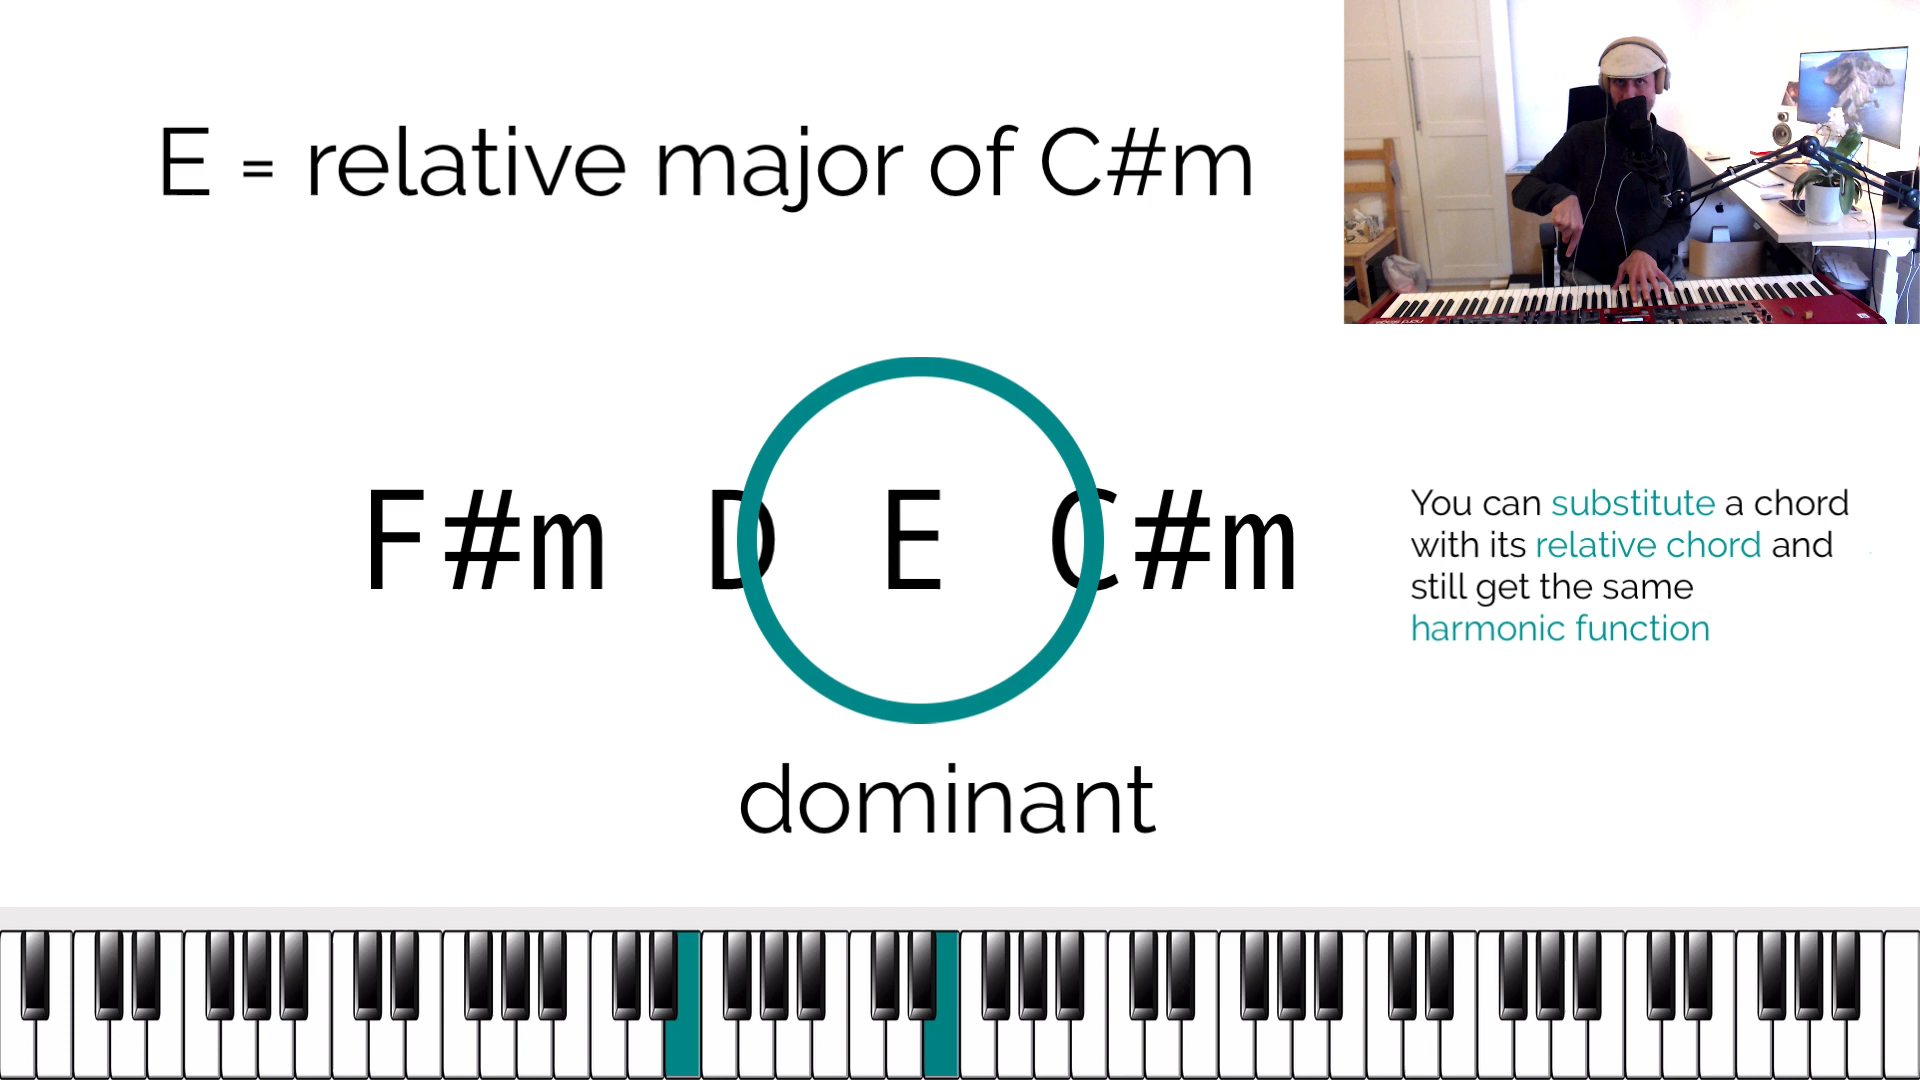 E = relative major of C#m
F#m D E C#m
You can substitute a chord
with its relative chord and
still get the same
harmonic function
dominant